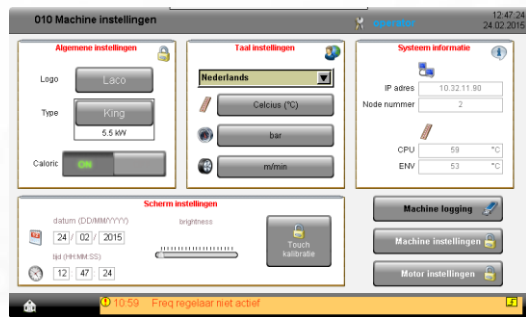 010 Machine instellingen
operator
12:47:24
24.02.2015
Algemene instellingen
Logo
Laco
Type
King
5.5 kW
Caloric
ON
Taal instellingen
Nederlands
Celcius (°C)
bar
m/min
Systeem informatie
IP adres
10.32.11.90
Node nummer
2
CPU
59
°C
ENV
53
°C
Scherm instellingen
datum (DD/MM/YYYY)
24 / 02 / 2015
tijd (HH:MM:SS)
12 47 24
brightness
Touch
kalibratie
Machine logging
Machine instellingen
Motor instellingen
10:59 Freq regelaar niet actief